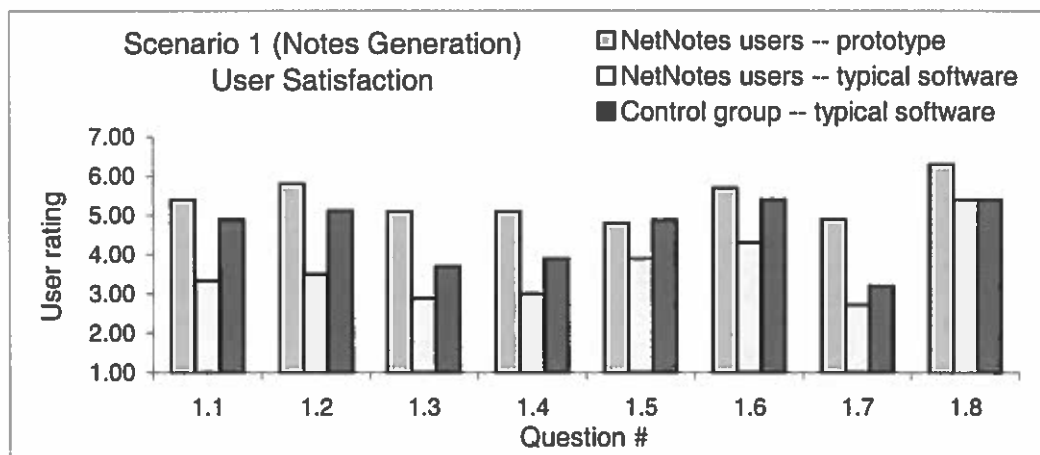 Scenario 1 (Notes Generation)
User Satisfaction
NetNotes users -- prototype
NetNotes users -- typical software
Control group -- typical software
User rating
7.00
6.00
5.00
4.00
3.00
2.00
1.00
1.1 1.2 1.3 1.4 1.5 1.6 1.7 1.8
Question #